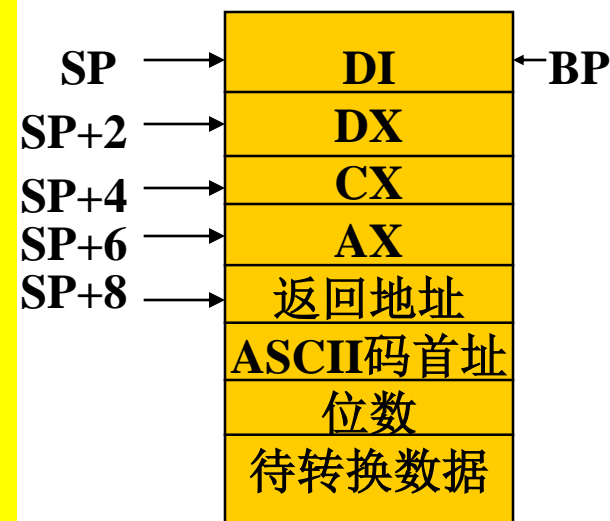 SP DI BP
SP+2 DX
SP+4 CX
SP+6 AX
SP+8 返回地址
ASCII码首址
位数
待转换数据